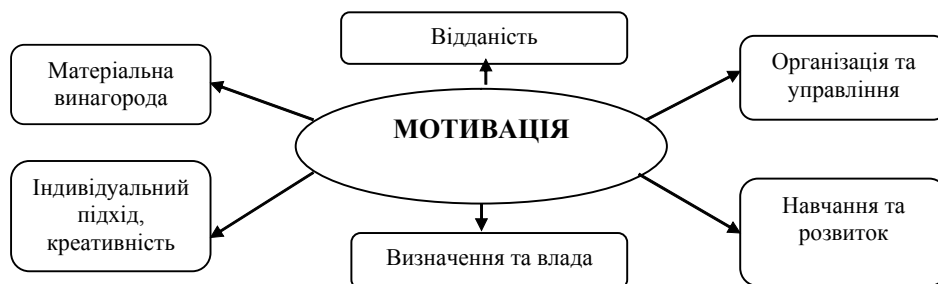 Відданість
Матеріальна
винагорода
Організація та
управління
МОТИВАЦІЯ
Індивідуальний
підхід,
креативність
Навчання та
розвиток
Визначення та влада